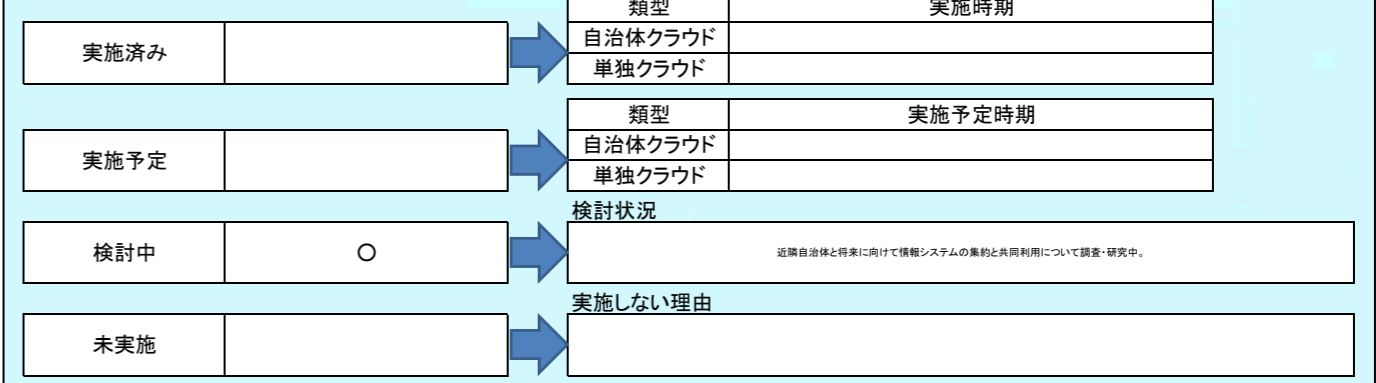 類型 実施時期
実施済み
自治体クラウド
単独クラウド
類型 実施予定時期
実施予定
自治体クラウド
単独クラウド
検討状況
検討中 〇 近隣自治体と将来に向けて情報システムの集約と共同利用について調査・研究中。
実施しない理由
未実施